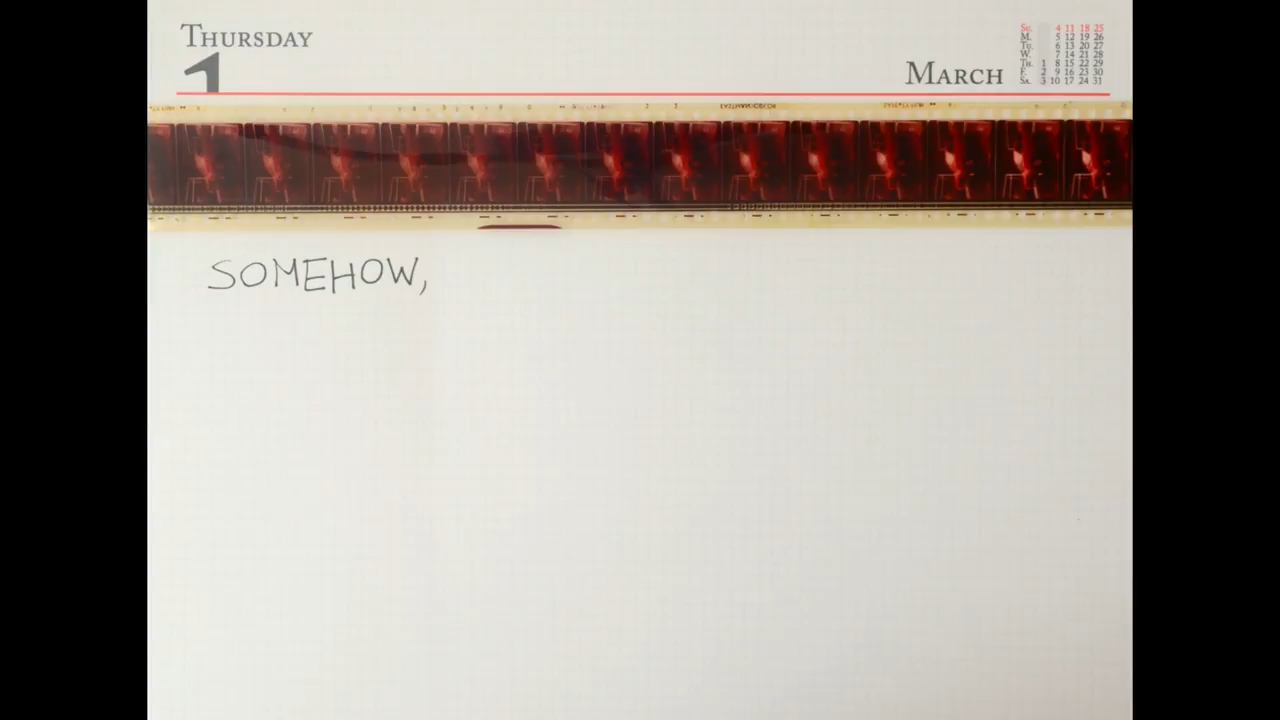 THURSDAY
1
MARCH
Su. 4 11 18 25
M. 5 12 19 26
Tu. 6 13 20 27
W. 7 14 21 28
Th. 1 8 15 22 29
F. 2 9 16 23 30
Sa. 3 10 17 24 31
SOMEHOW,